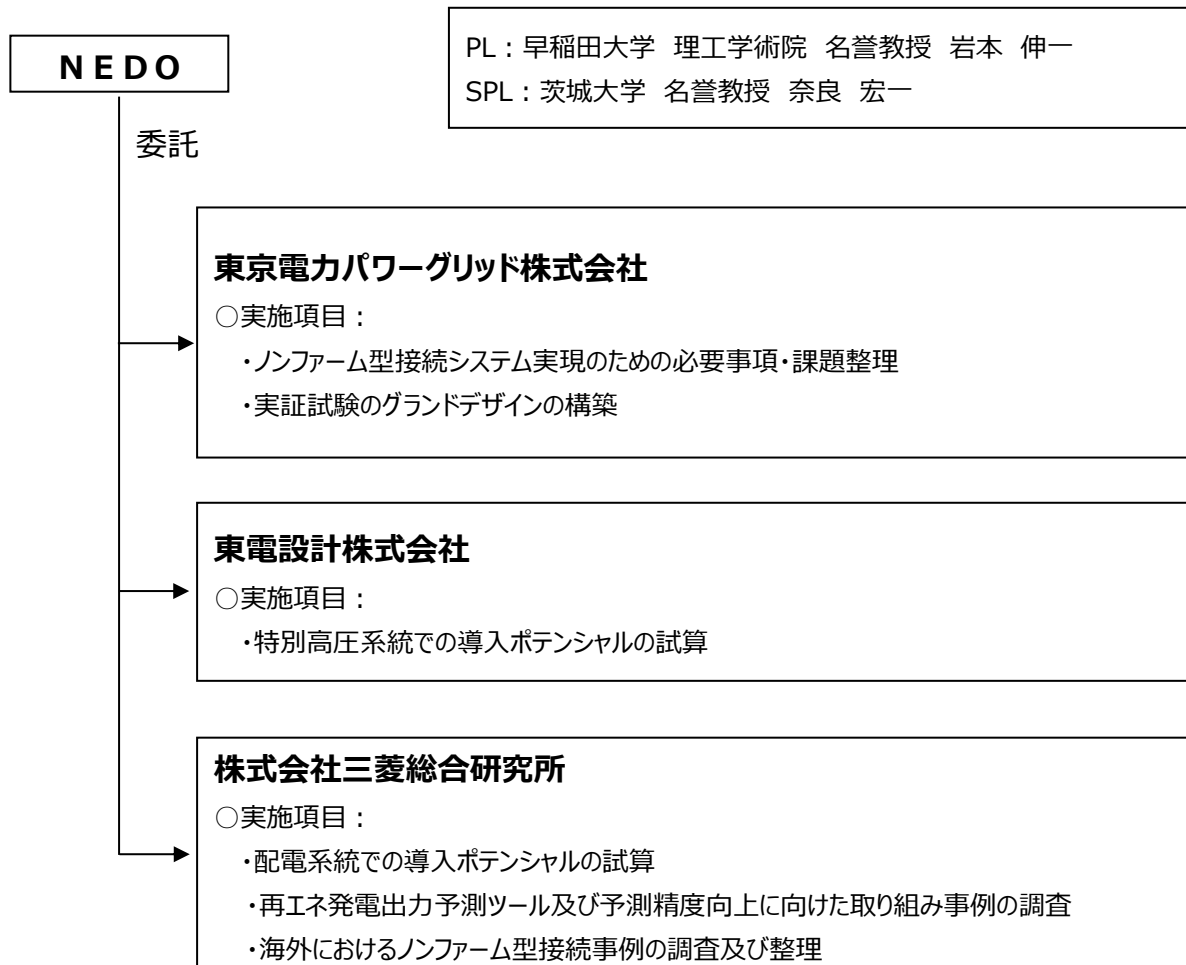 NEDO
PL：早稲田大学 理工学術院 名誉教授 岩本 伸一
SPL：茨城大学 名誉教授 奈良 宏一
委託
東京電力パワーグリッド株式会社
○実施項目：
・ノンファーム型接続システム実現のための必要事項・課題整理
・実証試験のグランドデザインの構築
東電設計株式会社
○実施項目：
・特別高圧系統での導入ポテンシャルの試算
株式会社三菱総合研究所
○実施項目：
・配電系統での導入ポテンシャルの試算
・再エネ発電出力予測ツール及び予測精度向上に向けた取り組み事例の調査
・海外におけるノンファーム型接続事例の調査及び整理